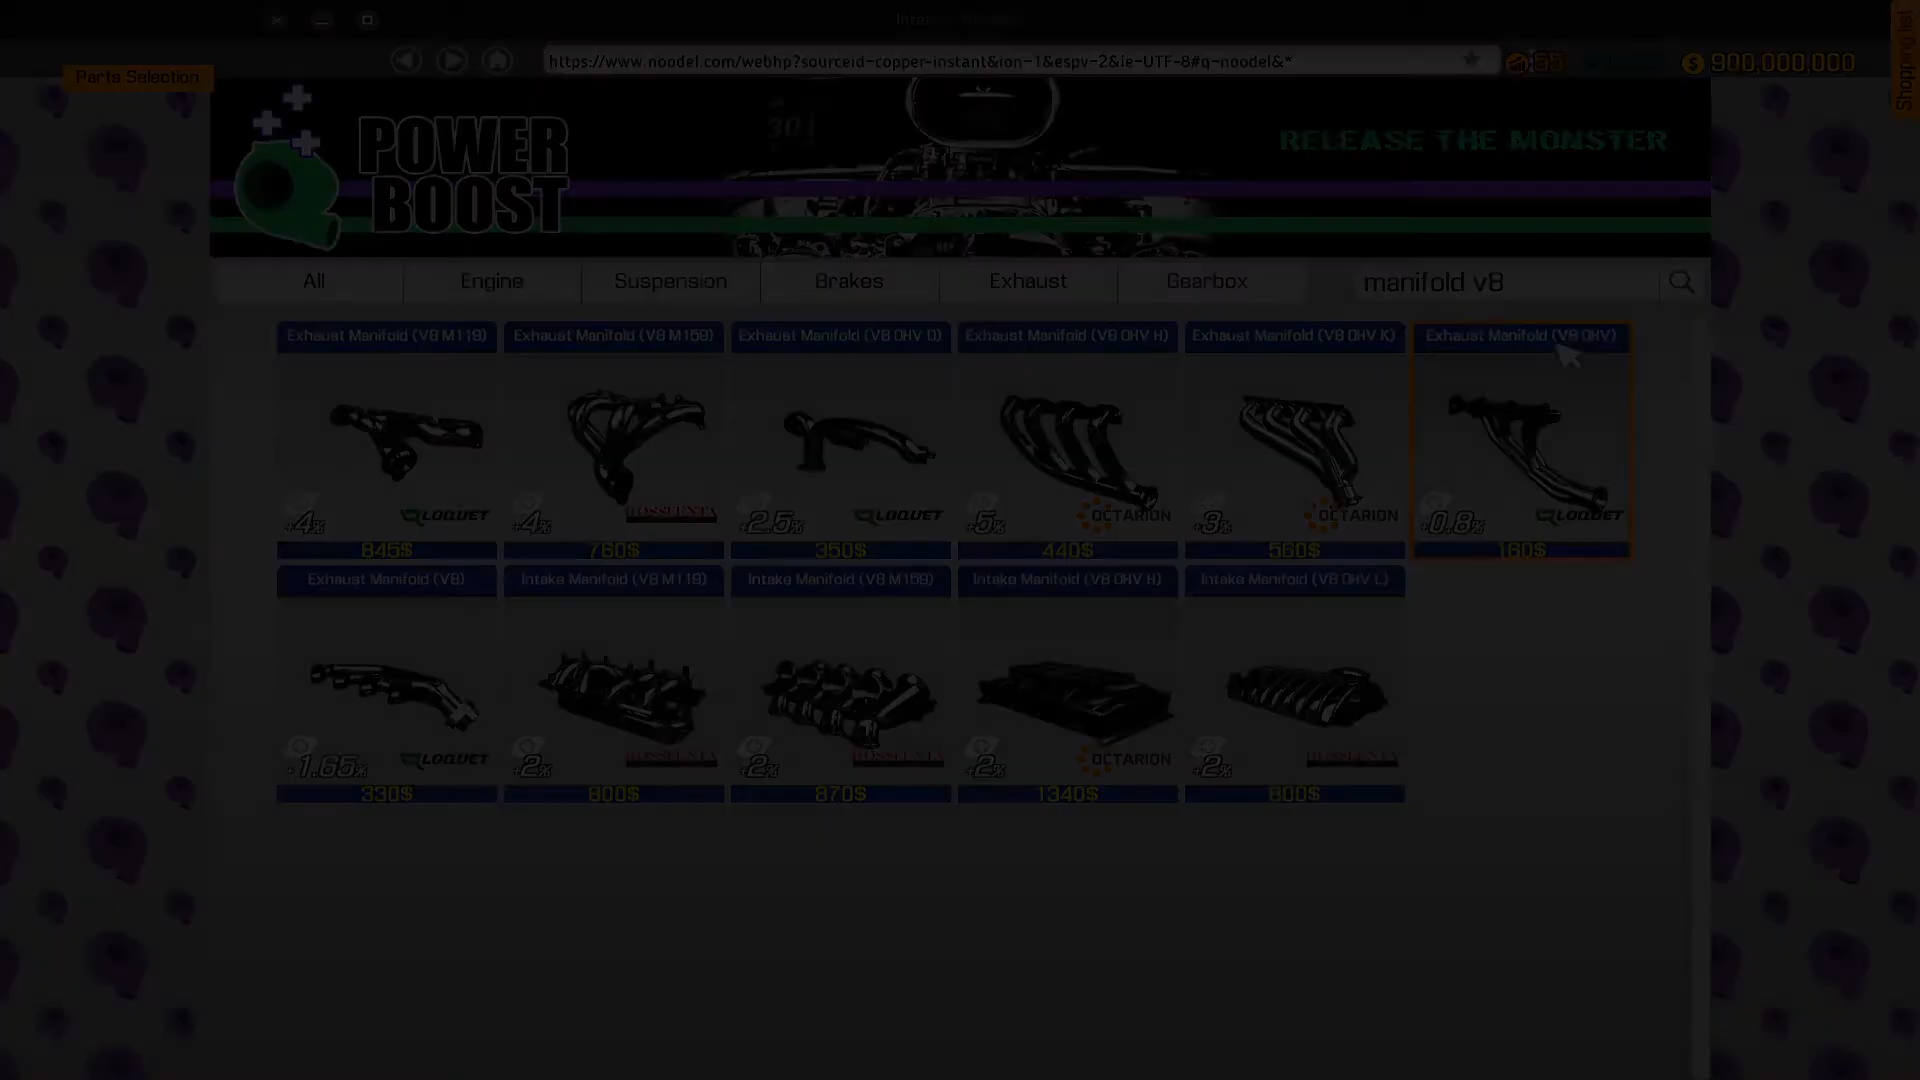 https://www.noodel.com/webhp?sourceid-copper-instant&ion-1&espv-2&ie-UTF-8#q-noodel&*
65
900,000,000
Shopping list
Parts Selection
POWER
BOOST
RELEASE THE MONSTER
All
Engine
Suspension
Brakes
Exhaust
Gearbox
manifold v8
Exhaust Manifold (V8 M119)
Exhaust Manifold (V8 M159)
Exhaust Manifold (V8 OHV D)
Exhaust Manifold (V8 OHV H)
Exhaust Manifold (V8 OHV K)
Exhaust Manifold (V8 OHV)
+4%
LOQUET
+4%
+2.5%
LOQUET
+5%
OCTARION
+3%
OCTARION
+0.8%
LOQUET
845$
760$
350$
440$
560$
160$
Exhaust Manifold (V8)
Intake Manifold (V8 M119)
Intake Manifold (V8 M159)
Intake Manifold (V8 OHV H)
Intake Manifold (V8 OHV L)
+1.65%
LOQUET
+2%
+2%
+2%
OCTARION
+2%
330$
800$
870$
1340$
800$